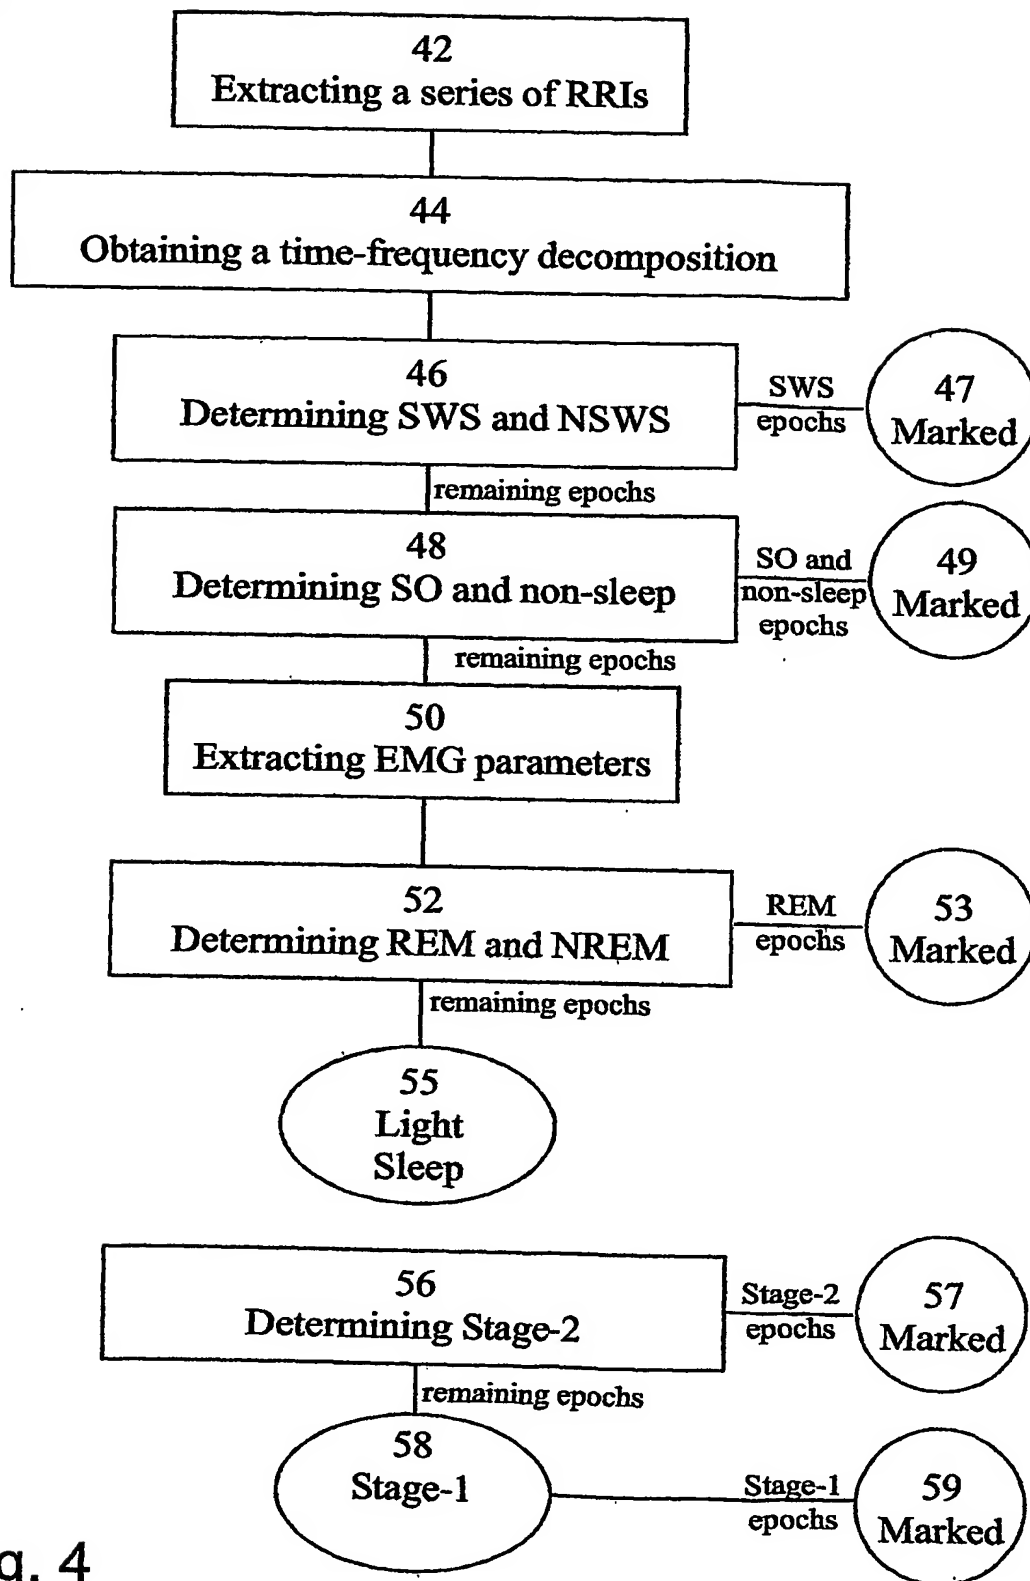 42
Extracting a series of RRIs
44
Obtaining a time-frequency decomposition
46
Determining SWS and NSWS
SWS
epochs
47
Marked
remaining epochs
48
Determining SO and non-sleep
SO and
non-sleep
epochs
49
Marked
remaining epochs
50
Extracting EMG parameters
52
Determining REM and NREM
REM
epochs
53
Marked
remaining epochs
55
Light
Sleep
56
Determining Stage-2
Stage-2
epochs
57
Marked
remaining epochs
58
Stage-1
Stage-1
epochs
59
Marked
g. 4